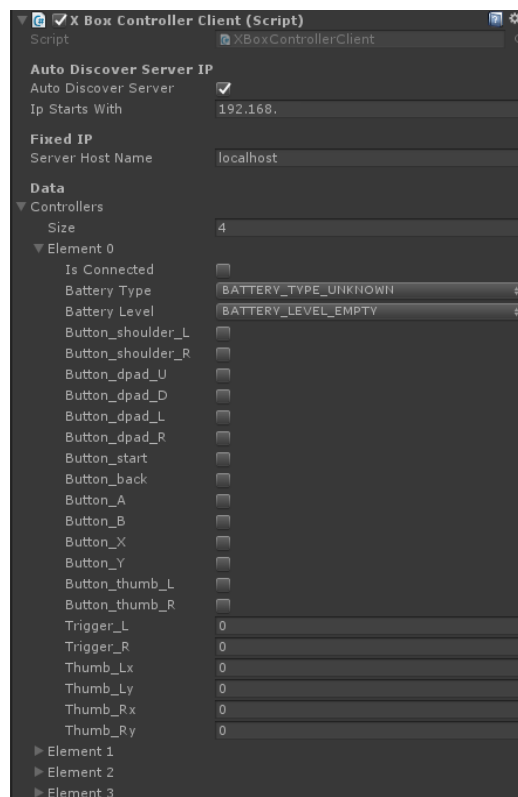 X Box Controller Client (Script)
Script XBoxControllerClient
Auto Discover Server IP
Auto Discover Server
Ip Starts With 192.168.
Fixed IP
Server Host Name localhost
Data
Controllers
Size 4
Element 0
Is Connected
Battery Type BATTERY_TYPE_UNKNOWN
Battery Level BATTERY_LEVEL_EMPTY
Button_shoulder_L
Button_shoulder_R
Button_dpad_U
Button_dpad_D
Button_dpad_L
Button_dpad_R
Button_start
Button_back
Button_A
Button_B
Button_X
Button_Y
Button_thumb_L
Button_thumb_R
Trigger_L 0
Trigger_R 0
Thumb_Lx 0
Thumb_Ly 0
Thumb_Rx 0
Thumb_Ry 0
Element 1
Element 2
Element 3